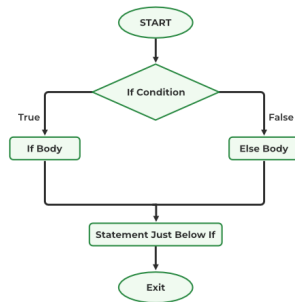 START
If Condition
True
False
If Body
Else Body
Statement Just Below If
Exit